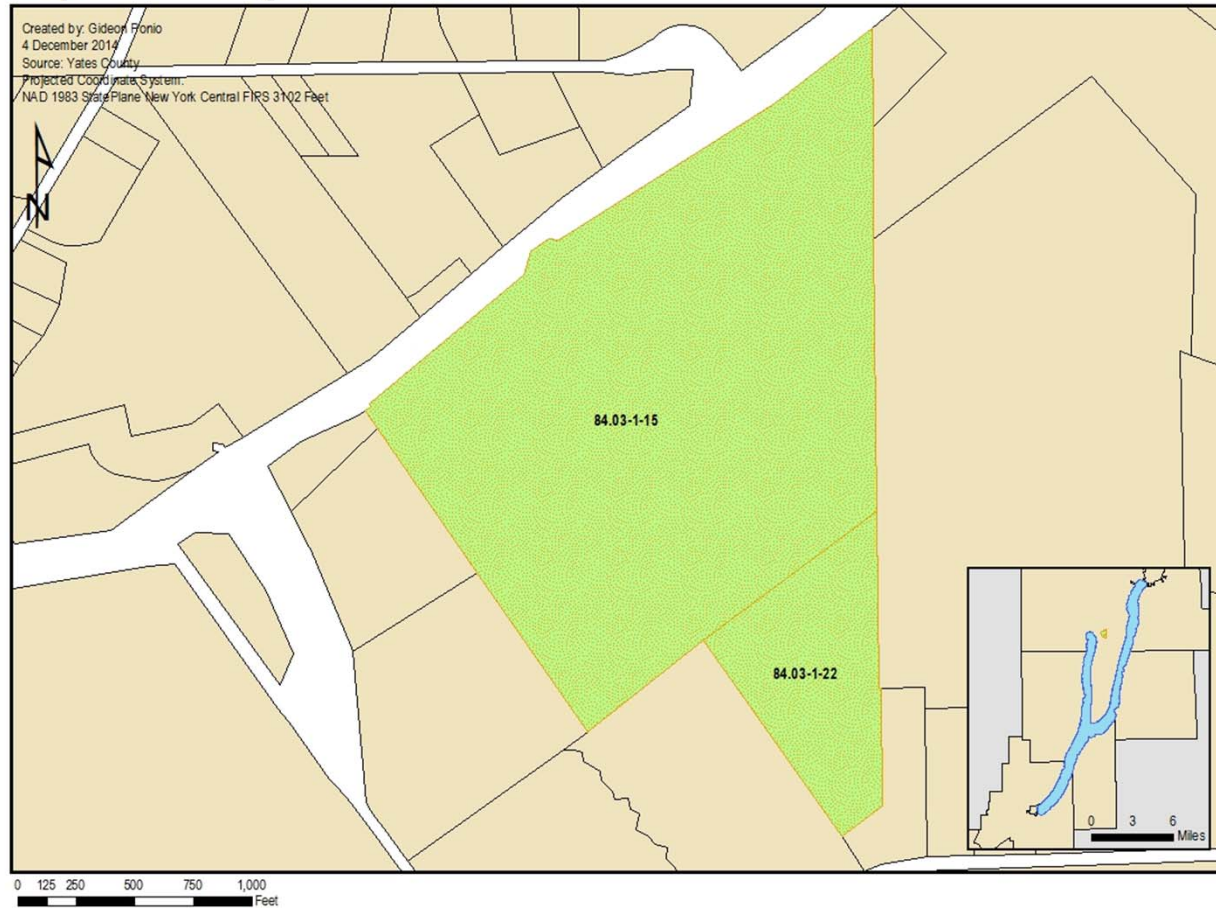 Created by: Gideon Ponio
4 December 2014
Source: Yates County
Projected Coordinate System:
NAD 1983 StatePlane New York Central FIPS 3102 Feet
N
84.03-1-15
84.03-1-22
0 3 6
Miles
0 125 250 500 750 1,000
Feet